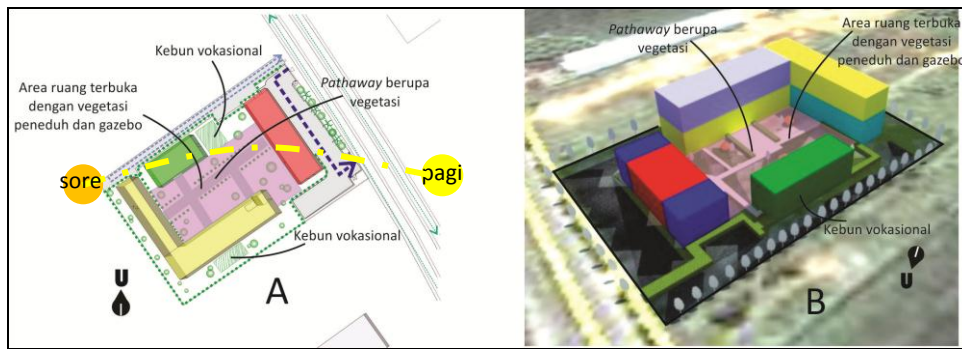 Kebun vokasional
Area ruang terbuka
dengan vegetasi
peneduh dan gazebo
Pathaway berupa
vegetasi
sore
pagi
Kebun vokasional
U
A
Pathaway berupa
vegetasi
Area ruang terbuka
dengan vegetasi
peneduh dan gazebo
Kebun vokasional
U
B